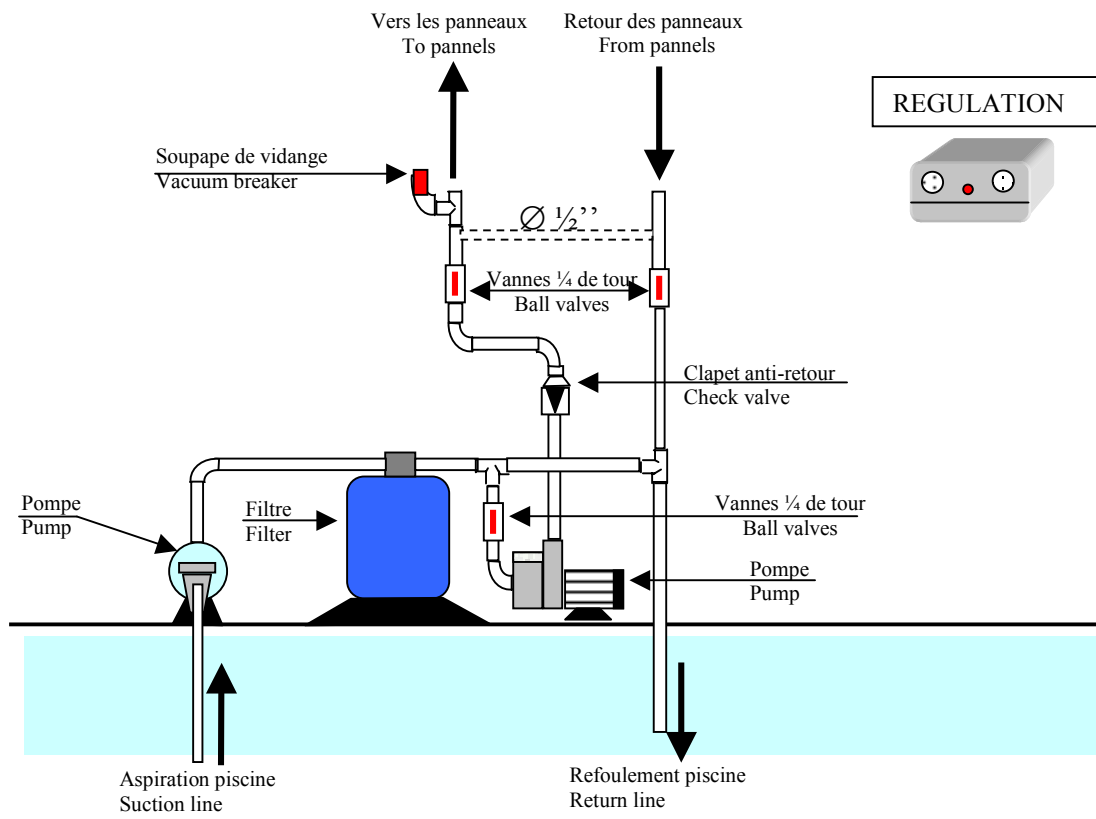 Vers les panneaux
To pannels
Retour des panneaux
From pannels
REGULATION
Soupape de vidange
Vacuum breaker
∅ ½’’
Vannes ¼ de tour
Ball valves
Clapet anti-retour
Check valve
Pompe
Pump
Filtre
Filter
Vannes ¼ de tour
Ball valves
Pompe
Pump
Aspiration piscine
Suction line
Refoulement piscine
Return line